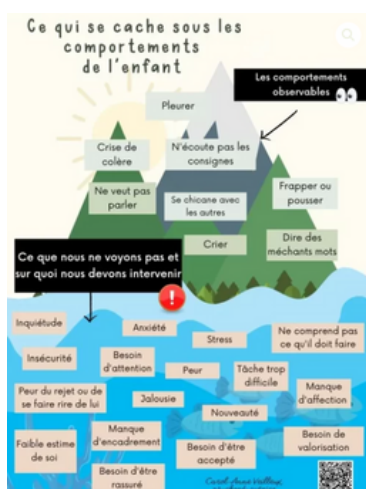 Ce qui se cache sous les
comportements
de l'enfant
Les comportements
observables
Pleurer
Crise de
colère
N'écoute pas les
consignes
Ne veut pas
parler
Se chicane avec
les autres
Frapper ou
pousser
Crier
Dire des
méchants mots
Ce que nous ne voyons pas et
sur quoi nous devons intervenir
Inquiétude
Anxiété
Stress
Ne comprend pas
ce qu'il doit faire
Insécurité
Besoin
d'attention
Peur
Tâche trop
difficile
Peur du rejet ou de
se faire rire de lui
Jalousie
Manque
d'affection
Nouveauté
Faible estime
de soi
Manque
d'encadrement
Besoin d'être
accepté
Besoin de
valorisation
Besoin d'être
rassuré
Carol-Anne Veilleux